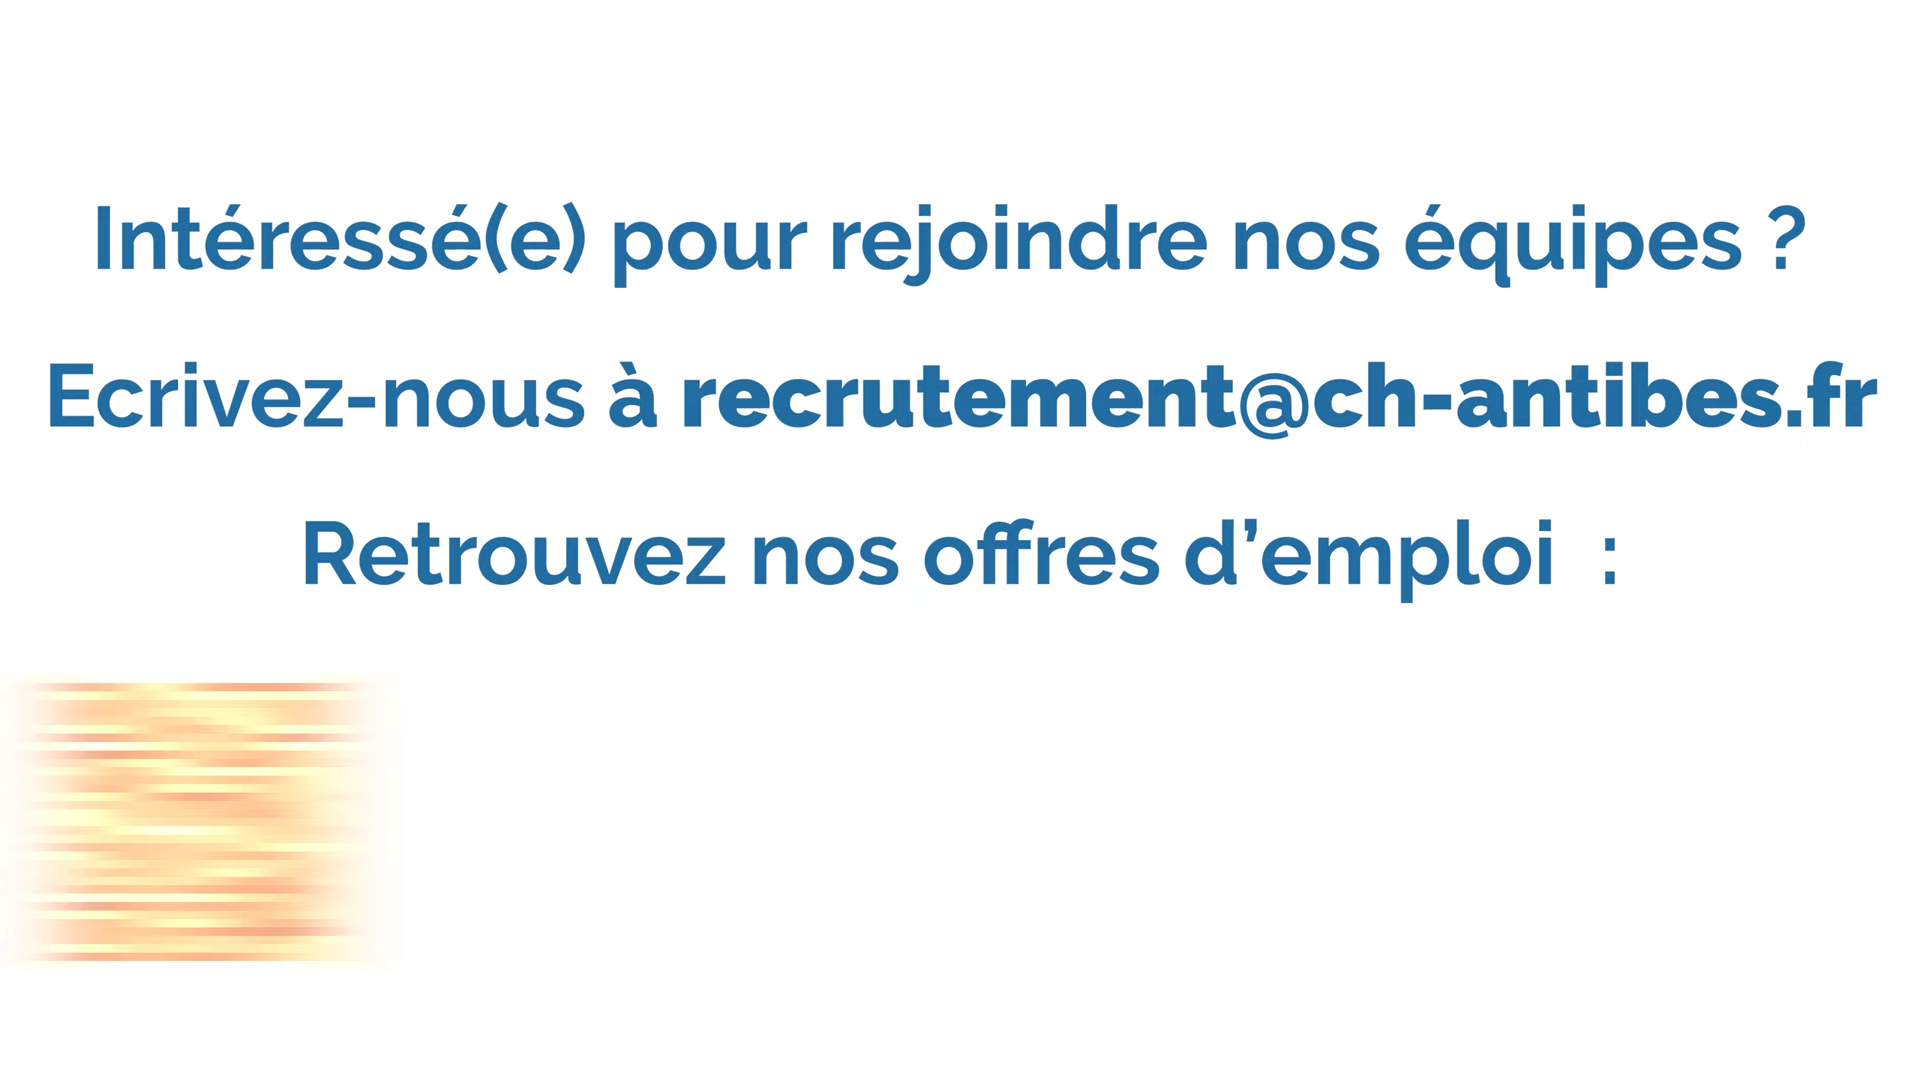 Intéressé(e) pour rejoindre nos équipes ?
Ecrivez-nous à recrutement@ch-antibes.fr
Retrouvez nos offres d’emploi  :